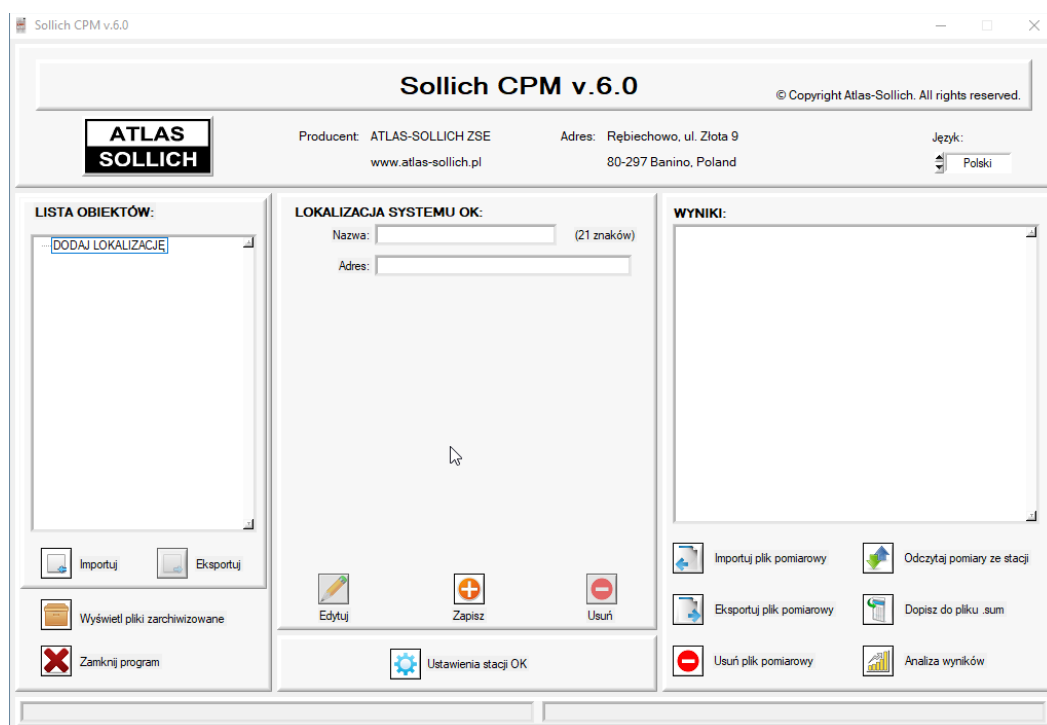 Sollich CPM v.6.0
Sollich CPM v.6.0
© Copyright Atlas-Sollich. All rights reserved.
ATLAS
SOLLICH
Producent: ATLAS-SOLLICH ZSE
www.atlas-sollich.pl
Adres: Rębiechowo, ul. Złota 9
80-297 Banino, Poland
Język:
Polski
LISTA OBIEKTÓW:
DODAJ LOKALIZACJĘ
Importuj
Eksportuj
Wyświetl pliki zarchiwizowane
Zamknij program
LOKALIZACJA SYSTEMU OK:
Nazwa: (21 znaków)
Adres:
Edytuj
Zapisz
Usuń
Ustawienia stacji OK
WYNIKI:
Importuj plik pomiarowy
Odczytaj pomiary ze stacji
Eksportuj plik pomiarowy
Dopisz do pliku .sum
Usuń plik pomiarowy
Analiza wyników